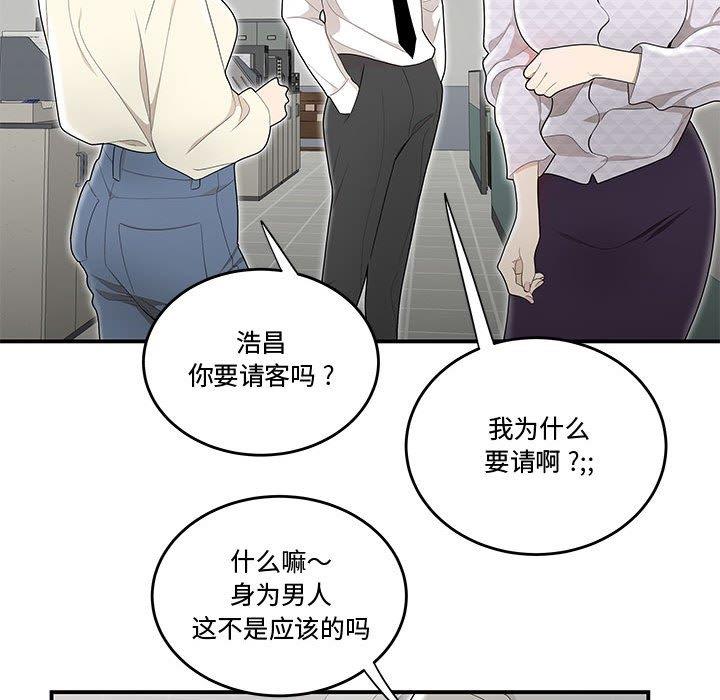 浩昌
你要请客吗?
我为什么
要请啊?;;
什么嘛～
身为男人
这不是应该的吗